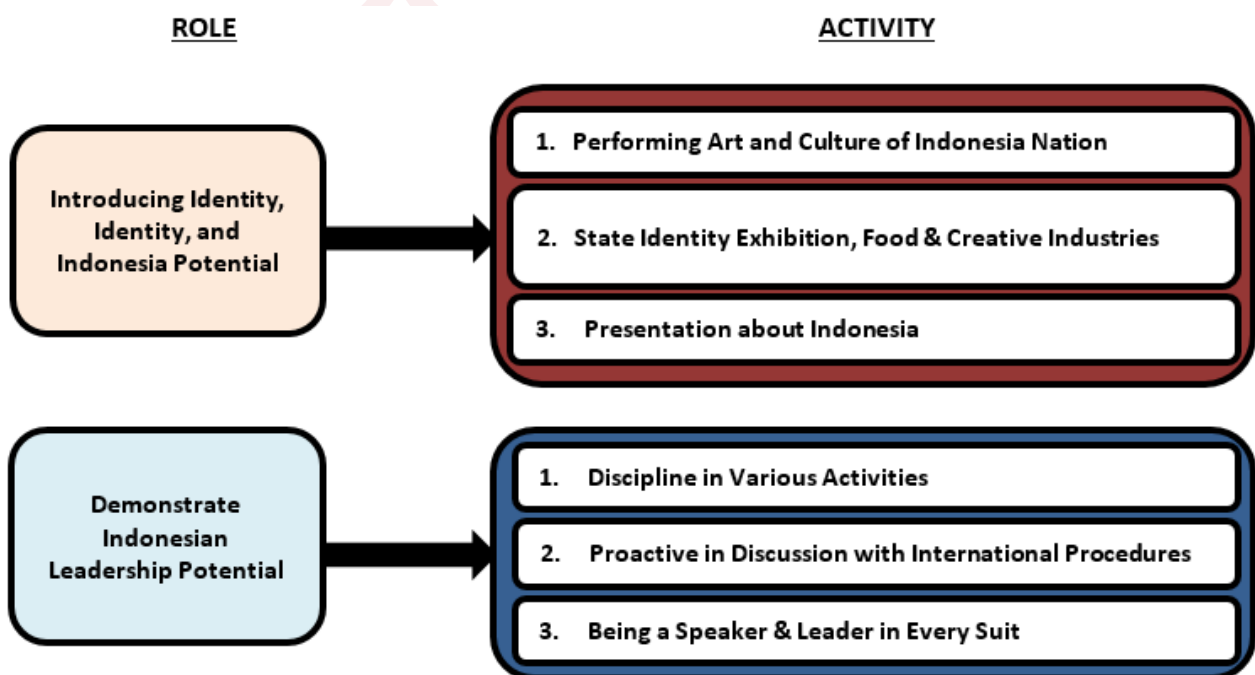 ROLE
ACTIVITY
Introducing Identity,
Identity, and
Indonesia Potential
1. Performing Art and Culture of Indonesia Nation
2. State Identity Exhibition, Food & Creative Industries
3. Presentation about Indonesia
Demonstrate
Indonesian
Leadership Potential
1. Discipline in Various Activities
2. Proactive in Discussion with International Procedures
3. Being a Speaker & Leader in Every Suit